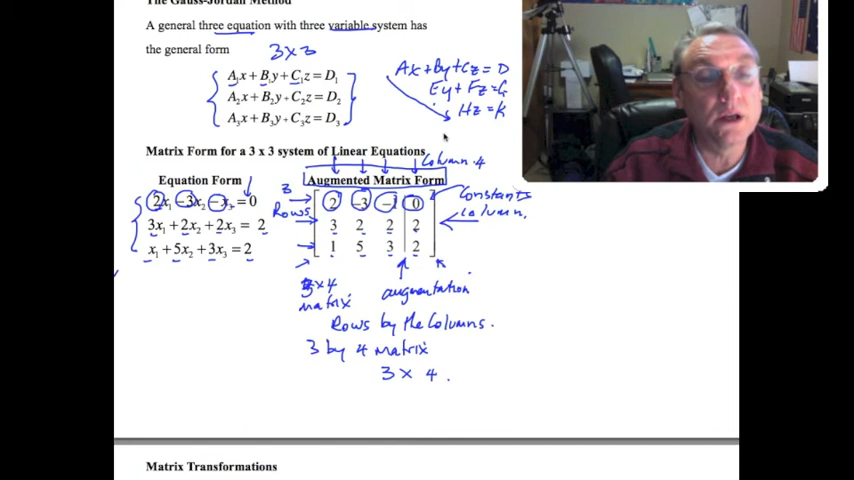 The Gauss-Jordan Method
A general three equation with three variable system has
the general form
3 x 3
A₁x + B₁y + C₁z = D₁
A₂x + B₂y + C₂z = D₂
A₃x + B₃y + C₃z = D₃
Ax + By + Cz = D
Ey + Fz = G
Hz = K
Matrix Form for a 3 x 3 system of Linear Equations
Column 4
Equation Form
Augmented Matrix Form
2x₁ −3x₂ − x₃ = 0
3x₁ + 2x₂ + 2x₃ = 2
x₁ + 5x₂ + 3x₃ = 2
3
Rows
2 −3 −1 0
3 2 2 2
1 5 3 2
Constants
column.
3 x 4
matrix
augmentation
Rows by the Columns.
3 by 4 matrix
3 x 4.
Matrix Transformations